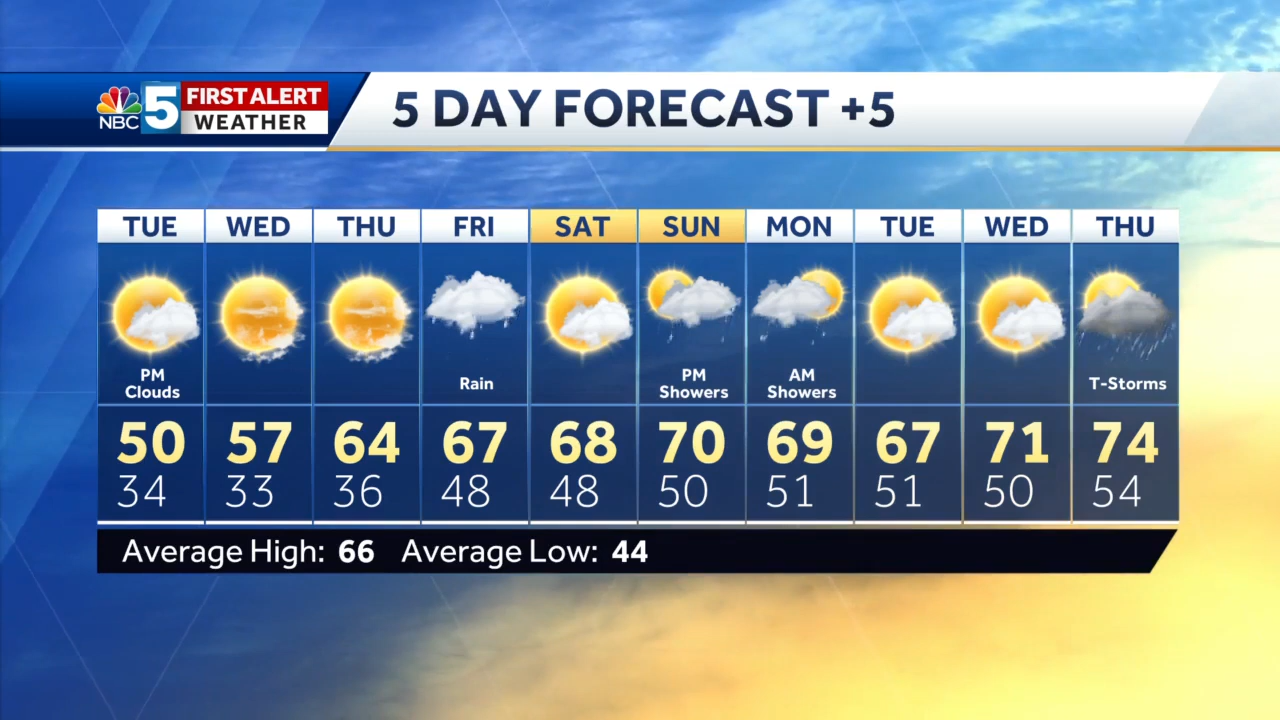 NBC 5 FIRST ALERT WEATHER
5 DAY FORECAST +5
TUE WED THU FRI SAT SUN MON TUE WED THU
PM Clouds
Rain
PM Showers
AM Showers
T-Storms
50 57 64 67 68 70 69 67 71 74
34 33 36 48 48 50 51 51 50 54
Average High: 66 Average Low: 44